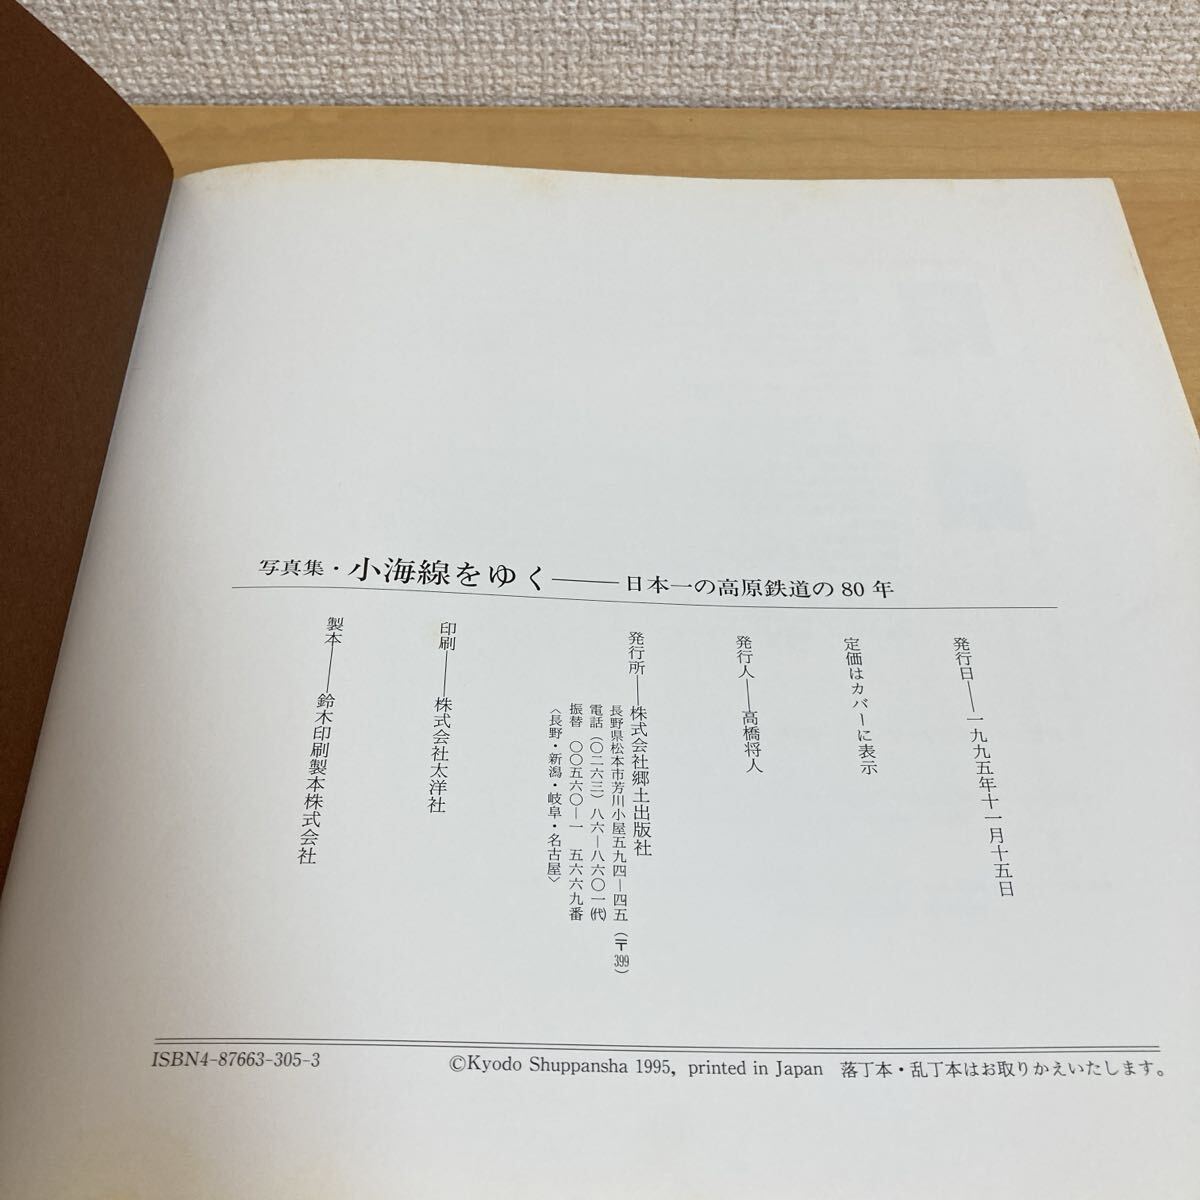 写真集・小海線をゆく――日本一の高原鉄道の80年
発行日――一九九五年十一月十五日
定価はカバーに表示
発行人――高橋将人
発行所――株式会社郷土出版社
長野県松本市芳川小屋五九四―四五（〒399）
電話（〇二六三）八六―八六〇一㈹
振替　〇〇五六〇―一　五六六九番
〈長野・新潟・岐阜・名古屋〉
印刷――株式会社太洋社
製本――鈴木印刷製本株式会社
ISBN4-87663-305-3
©Kyodo Shuppansha 1995, printed in Japan　落丁本・乱丁本はお取りかえいたします。